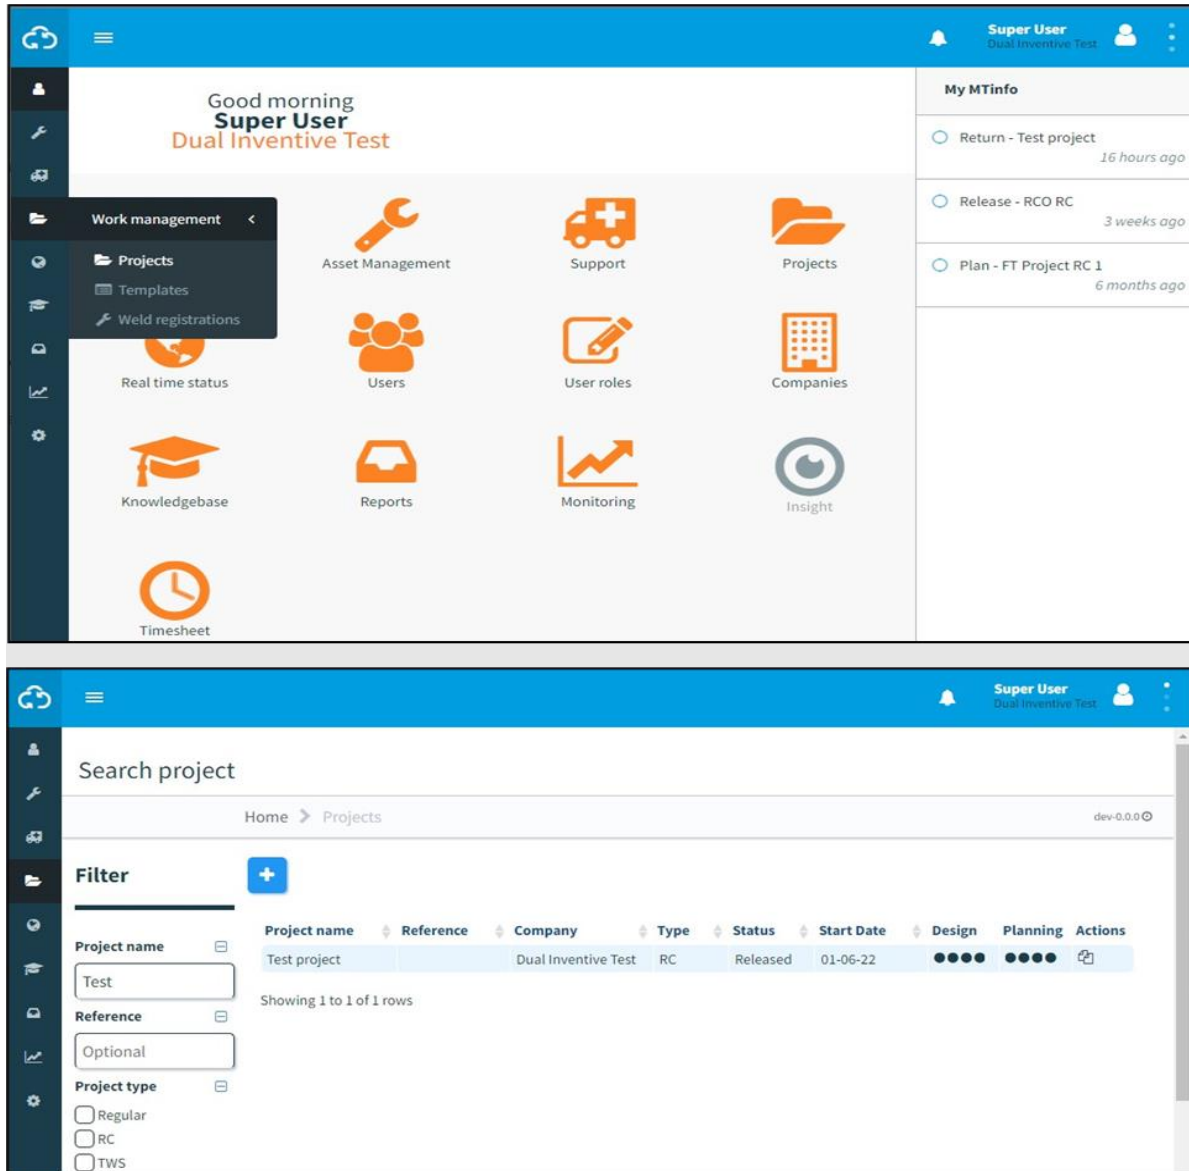 Super User
Dual Inventive Test
Good morning
Super User
Dual Inventive Test
My MTinfo
Return - Test project
16 hours ago
Release - RCO RC
3 weeks ago
Plan - FT Project RC 1
6 months ago
Work management <
Projects
Templates
Weld registrations
Asset Management
Support
Projects
Real time status
Users
User roles
Companies
Knowledgebase
Reports
Monitoring
Insight
Timesheet
Super User
Dual Inventive Test
Search project
Home > Projects
dev-0.0.0
Filter
Project name
Test
Reference
Optional
Project type
Regular
RC
TWS
Project name Reference Company Type Status Start Date Design Planning Actions
Test project Dual Inventive Test RC Released 01-06-22
Showing 1 to 1 of 1 rows